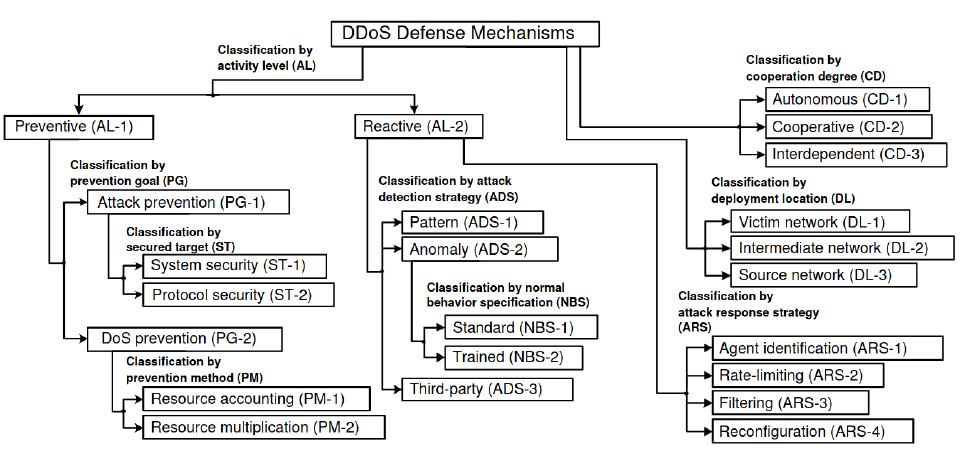 DDoS Defense Mechanisms
Classification by
activity level (AL)
Preventive (AL-1)
Classification by
prevention goal (PG)
Attack prevention (PG-1)
Classification by
secured target (ST)
System security (ST-1)
Protocol security (ST-2)
DoS prevention (PG-2)
Classification by
prevention method (PM)
Resource accounting (PM-1)
Resource multiplication (PM-2)
Reactive (AL-2)
Classification by attack
detection strategy (ADS)
Pattern (ADS-1)
Anomaly (ADS-2)
Classification by normal
behavior specification (NBS)
Standard (NBS-1)
Trained (NBS-2)
Third-party (ADS-3)
Classification by
cooperation degree (CD)
Autonomous (CD-1)
Cooperative (CD-2)
Interdependent (CD-3)
Classification by
deployment location (DL)
Victim network (DL-1)
Intermediate network (DL-2)
Source network (DL-3)
Classification by
attack response strategy
(ARS)
Agent identification (ARS-1)
Rate-limiting (ARS-2)
Filtering (ARS-3)
Reconfiguration (ARS-4)